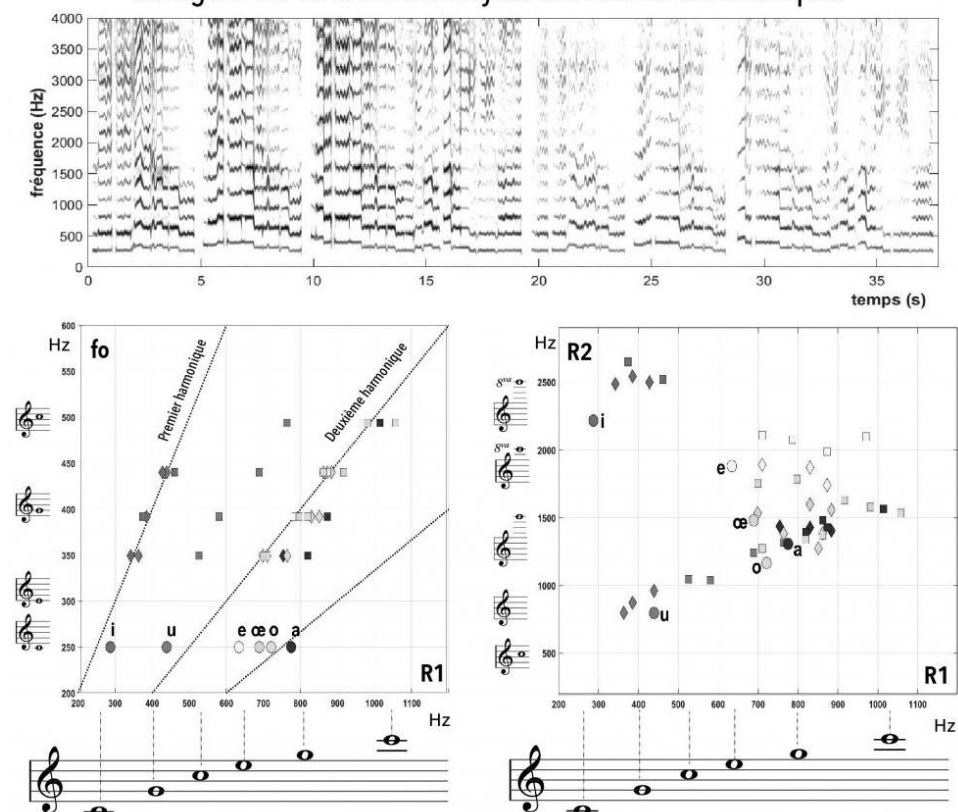 4000
3500
3000
2500
2000
1500
1000
500
0
fréquence (Hz)
0 5 10 15 20 25 30 35
temps (s)
600
Hz
fo
550
500
450
400
350
300
250
200
Premier harmonique
Deuxième harmonique
i u e œ o a
R1
200 300 400 500 600 700 800 900 1000 1100
Hz
Hz
R2
8va
2500
8va
2000
1500
1000
500
i
e
œ
a
o
u
R1
200 300 400 500 600 700 800 900 1000 1100
Hz